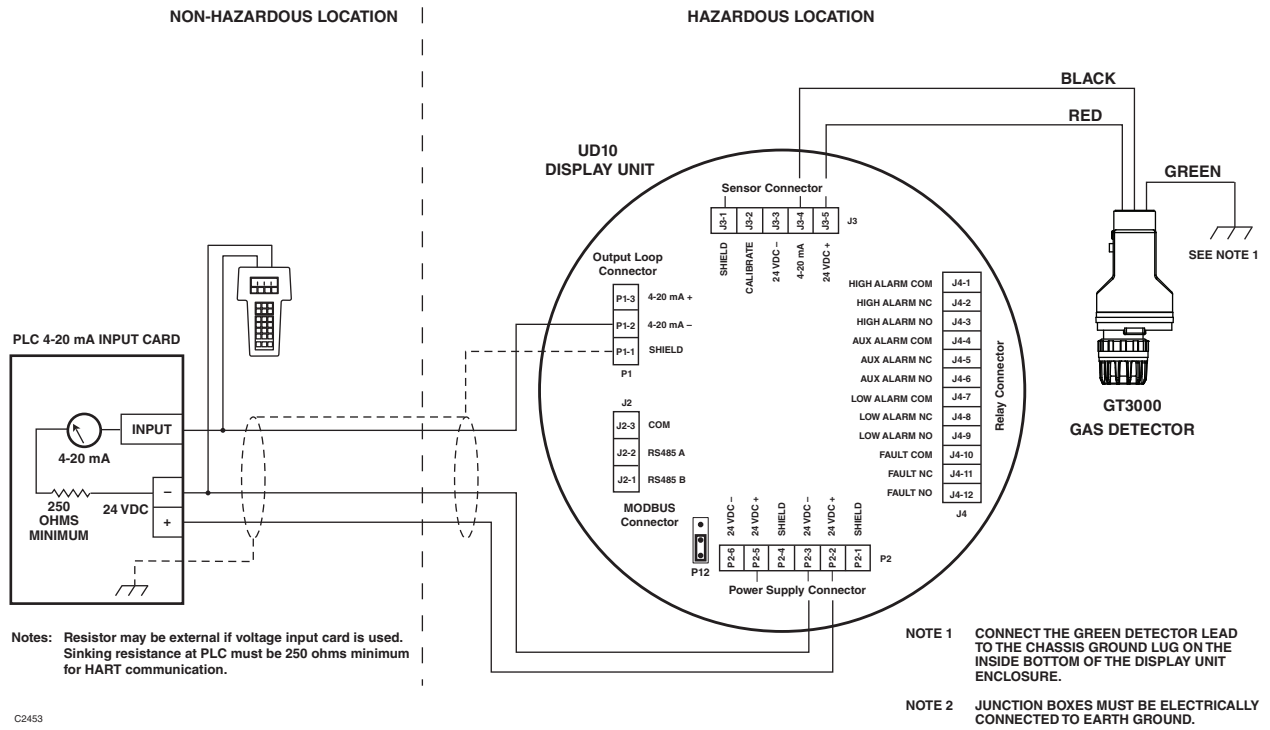 NON-HAZARDOUS LOCATION
HAZARDOUS LOCATION
BLACK
RED
GREEN
SEE NOTE 1
GT3000
GAS DETECTOR
UD10
DISPLAY UNIT
Sensor Connector
J3-1
J3-2
J3-3
J3-4
J3-5
J3
SHIELD
CALIBRATE
24 VDC –
4-20 mA
24 VDC +
Output Loop
Connector
P1-3 4-20 mA +
P1-2 4-20 mA –
P1-1 SHIELD
P1
J2
J2-3 COM
J2-2 RS485 A
J2-1 RS485 B
MODBUS
Connector
HIGH ALARM COM J4-1
HIGH ALARM NC J4-2
HIGH ALARM NO J4-3
AUX ALARM COM J4-4
AUX ALARM NC J4-5
AUX ALARM NO J4-6
LOW ALARM COM J4-7
LOW ALARM NC J4-8
LOW ALARM NO J4-9
FAULT COM J4-10
FAULT NC J4-11
FAULT NO J4-12
J4
Relay Connector
P12
24 VDC –
24 VDC +
SHIELD
24 VDC –
24 VDC +
SHIELD
P2-6
P2-5
P2-4
P2-3
P2-2
P2-1
P2
Power Supply Connector
PLC 4-20 mA INPUT CARD
INPUT
4-20 mA
–
24 VDC
+
250
OHMS
MINIMUM
Notes: Resistor may be external if voltage input card is used.
Sinking resistance at PLC must be 250 ohms minimum
for HART communication.
C2453
NOTE 1 CONNECT THE GREEN DETECTOR LEAD
TO THE CHASSIS GROUND LUG ON THE
INSIDE BOTTOM OF THE DISPLAY UNIT
ENCLOSURE.
NOTE 2 JUNCTION BOXES MUST BE ELECTRICALLY
CONNECTED TO EARTH GROUND.